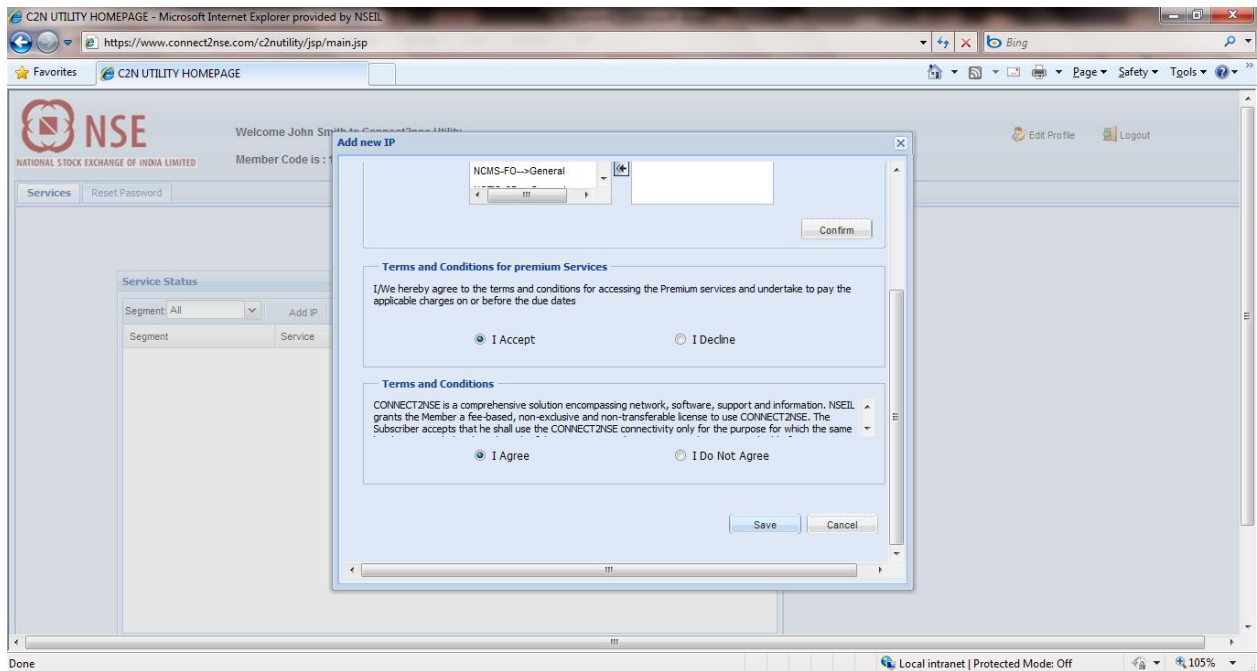 C2N UTILITY HOMEPAGE - Microsoft Internet Explorer provided by NSEIL
https://www.connect2nse.com/c2nutility/jsp/main.jsp
Bing
Favorites
C2N UTILITY HOMEPAGE
Page
Safety
Tools
NSE
NATIONAL STOCK EXCHANGE OF INDIA LIMITED
Welcome John Smith to Connect2nse Utility
Member Code is :
Edit Profile
Logout
Services
Reset Password
Service Status
Segment: All
Add IP
Segment
Service
Add new IP
NCMS-FO-->General
Confirm
Terms and Conditions for premium Services
I/We hereby agree to the terms and conditions for accessing the Premium services and undertake to pay the
applicable charges on or before the due dates
I Accept
I Decline
Terms and Conditions
CONNECT2NSE is a comprehensive solution encompassing network, software, support and information. NSEIL
grants the Member a fee-based, non-exclusive and non-transferable license to use CONNECT2NSE. The
Subscriber accepts that he shall use the CONNECT2NSE connectivity only for the purpose for which the same
I Agree
I Do Not Agree
Save
Cancel
Done
Local intranet | Protected Mode: Off
105%